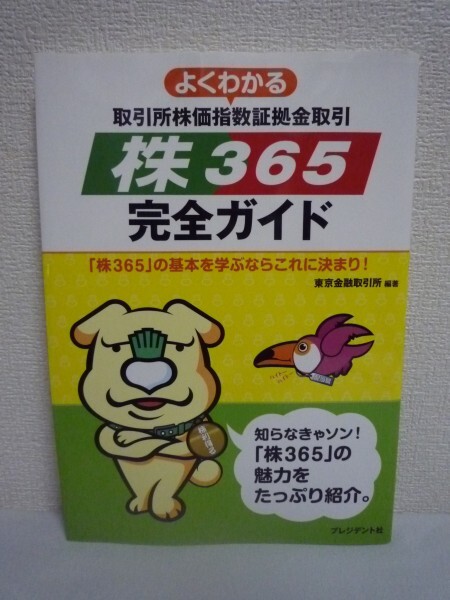 よくわかる
取引所株価指数証拠金取引
株365
完全ガイド
「株365」の基本を学ぶならこれに決まり!
東京金融取引所 編著
知らなきゃソン!
「株365」の
魅力を
たっぷり紹介。
プレジデント社